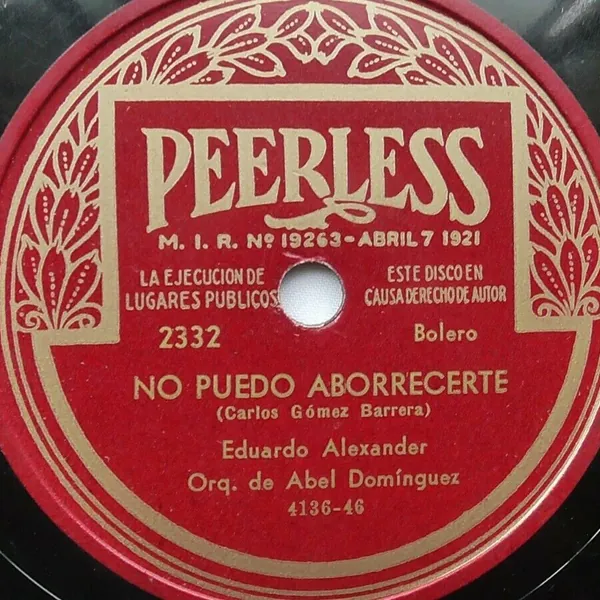 PEERLESS
M. I. R. Nº 19263-ABRIL 7 1921
LA EJECUCION DE
LUGARES PUBLICOS
ESTE DISCO EN
CAUSA DERECHO DE AUTOR
2332
Bolero
NO PUEDO ABORRECERTE
(Carlos Gómez Barrera)
Eduardo Alexander
Orq. de Abel Domínguez
4136-46